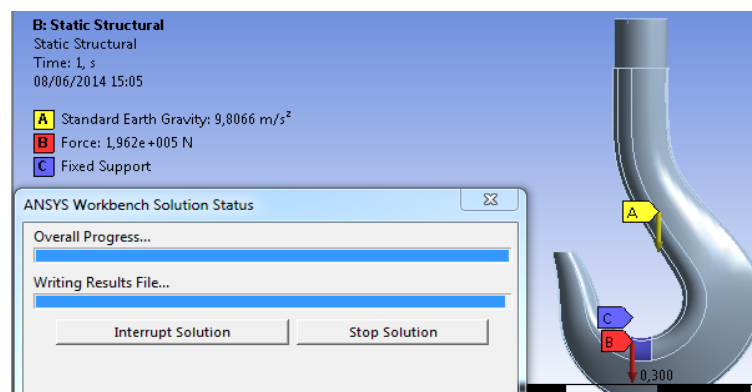 B: Static Structural
Static Structural
Time: 1, s
08/06/2014 15:05
A Standard Earth Gravity: 9,8066 m/s²
B Force: 1,962e+005 N
C Fixed Support
ANSYS Workbench Solution Status
Overall Progress...
Writing Results File...
Interrupt Solution Stop Solution
A
C
B
0,300